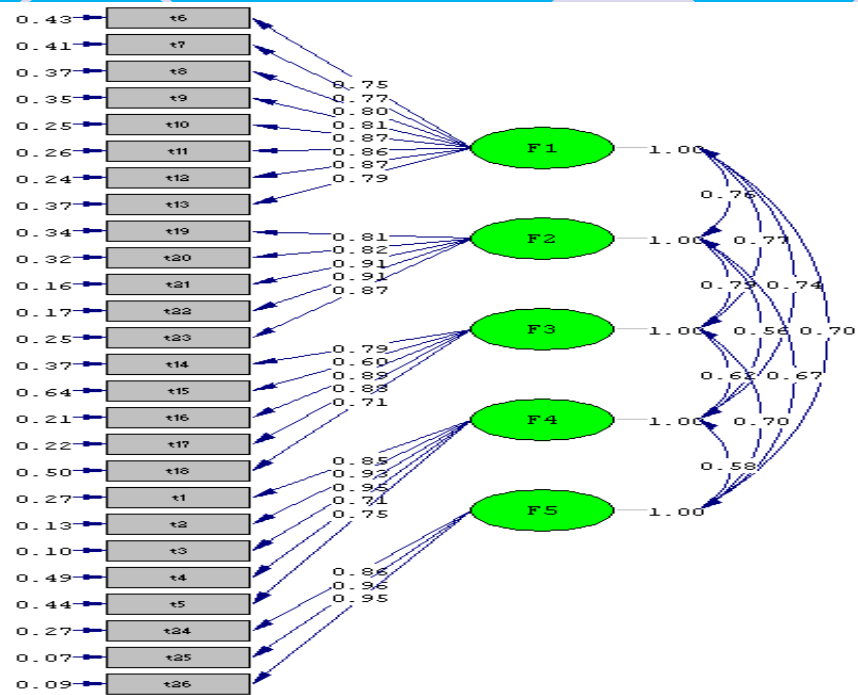 0.43 t6
0.41 t7
0.37 t8
0.35 t9
0.25 t10
0.26 t11
0.24 t12
0.37 t13
0.34 t19
0.32 t20
0.16 t21
0.17 t22
0.25 t23
0.37 t14
0.64 t15
0.21 t16
0.22 t17
0.50 t18
0.27 t1
0.13 t2
0.10 t3
0.49 t4
0.44 t5
0.27 t24
0.07 t25
0.09 t26
0.75
0.77
0.80
0.81
0.87
0.86
0.87
0.79
0.81
0.82
0.91
0.91
0.87
0.79
0.60
0.89
0.88
0.71
0.85
0.93
0.95
0.71
0.75
0.86
0.96
0.95
F1 1.00
F2 1.00
F3 1.00
F4 1.00
F5 1.00
0.76
0.77
0.79 0.74
0.56 0.70
0.62 0.67
0.70
0.58